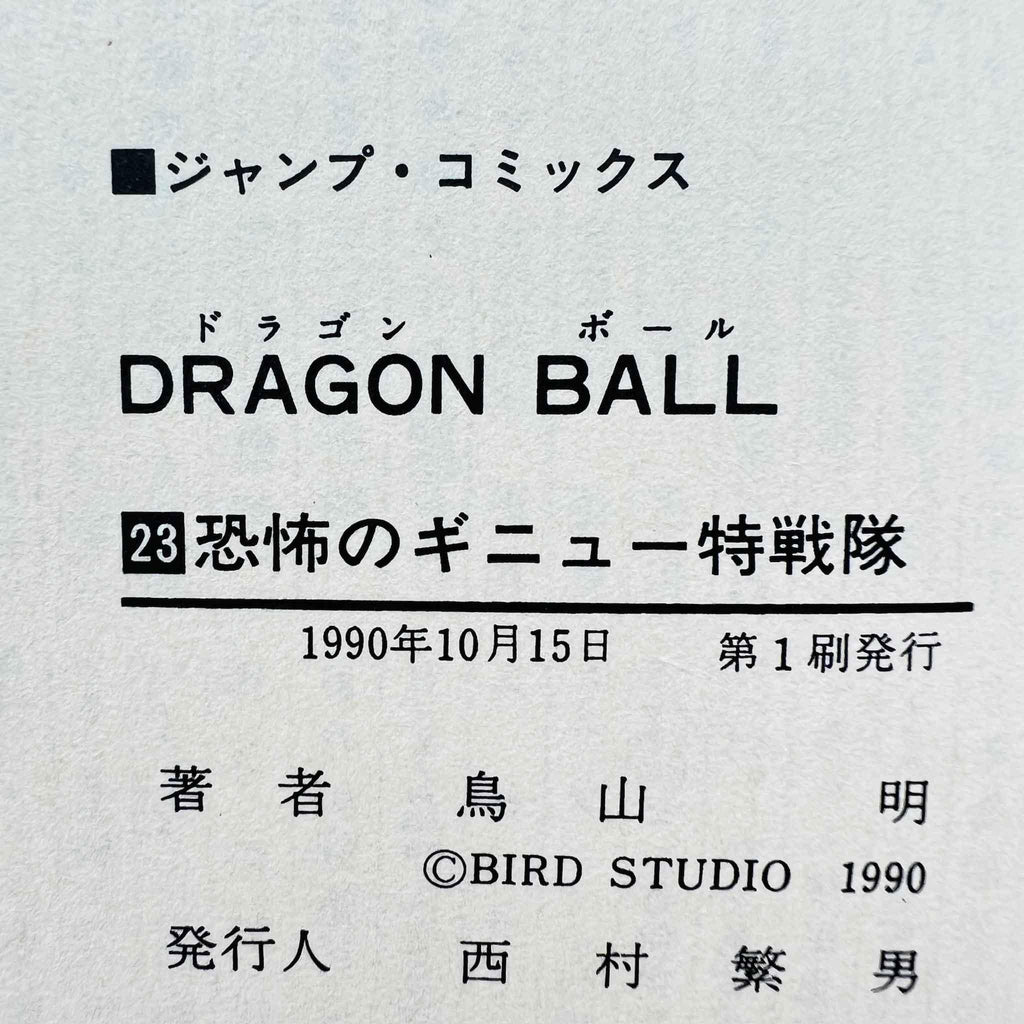 ■ジャンプ・コミックス
ドラゴン ボール
DRAGON BALL
23恐怖のギニュー特戦隊
1990年10月15日 第1刷発行
著者 鳥山 明
©BIRD STUDIO 1990
発行人 西村繁男